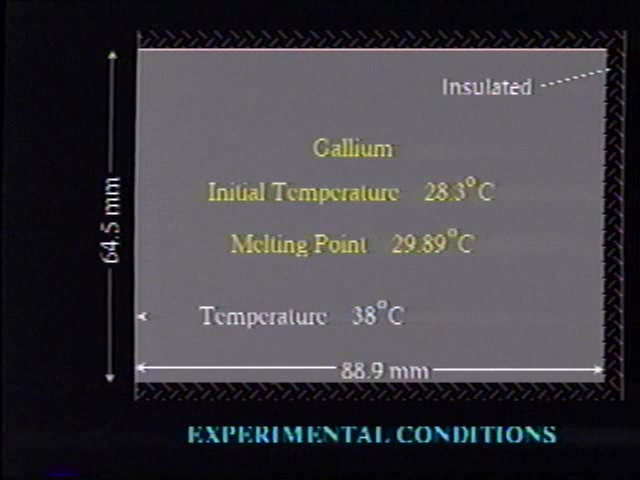 Insulated
Gallium
Initial Temperature 28.3°C
Melting Point 29.89°C
64.5 mm
Temperature 38°C
88.9 mm
EXPERIMENTAL CONDITIONS